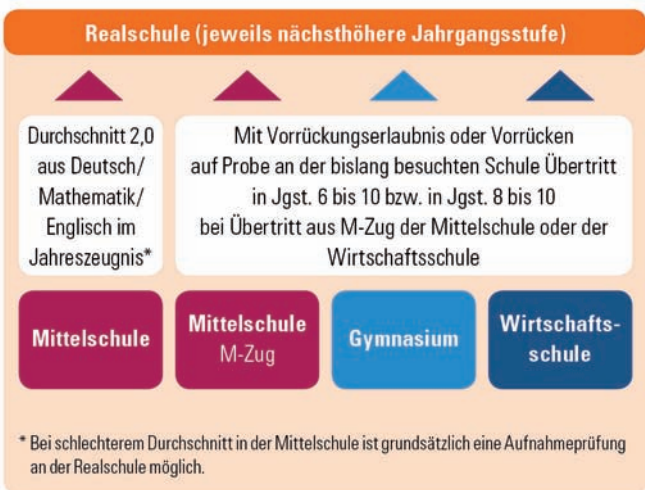 Realschule (jeweils nächsthöhere Jahrgangsstufe)
Durchschnitt 2,0
aus Deutsch/
Mathematik/
Englisch im
Jahreszeugnis*
Mit Vorrückungserlaubnis oder Vorrücken
auf Probe an der bislang besuchten Schule Übertritt
in Jgst. 6 bis 10 bzw. in Jgst. 8 bis 10
bei Übertritt aus M-Zug der Mittelschule oder der
Wirtschaftsschule
Mittelschule
Mittelschule
M-Zug
Gymnasium
Wirtschafts-
schule
* Bei schlechterem Durchschnitt in der Mittelschule ist grundsätzlich eine Aufnahmeprüfung
an der Realschule möglich.